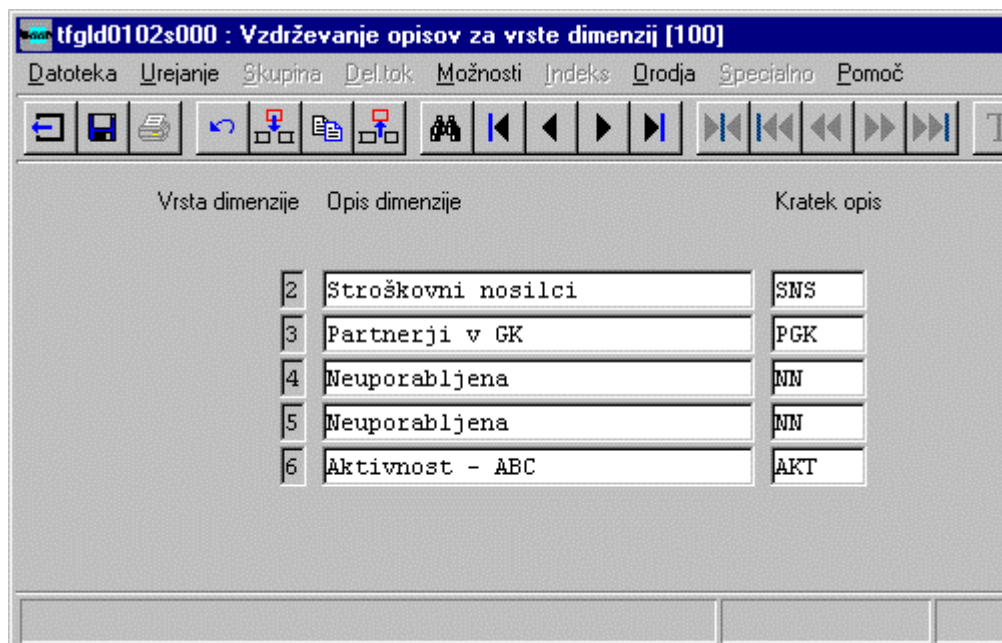 tfgld0102s000 : Vzdrževanje opisov za vrste dimenzij [100]
Datoteka Urejanje Skupina Del.tok Možnosti Indeks Orodja Specialno Pomoč
T
Vrsta dimenzije Opis dimenzije Kratek opis
2 Stroškovni nosilci SNS
3 Partnerji v GK PGK
4 Neuporabljena NN
5 Neuporabljena NN
6 Aktivnost - ABC AKT